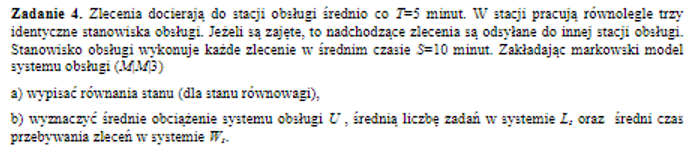 Zadanie 4. Zlecenia docierają do stacji obsługi średnio co T=5 minut. W stacji pracują równolegle trzy
identyczne stanowiska obsługi. Jeżeli są zajęte, to nadchodzące zlecenia są odsyłane do innej stacji obsługi.
Stanowisko obsługi wykonuje każde zlecenie w średnim czasie S=10 minut. Zakładając markowski model
systemu obsługi (M|M|3)
a) wypisać równania stanu (dla stanu równowagi),
b) wyznaczyć średnie obciążenie systemu obsługi U , średnią liczbę zadań w systemie Ls oraz średni czas
przebywania zleceń w systemie Ws.